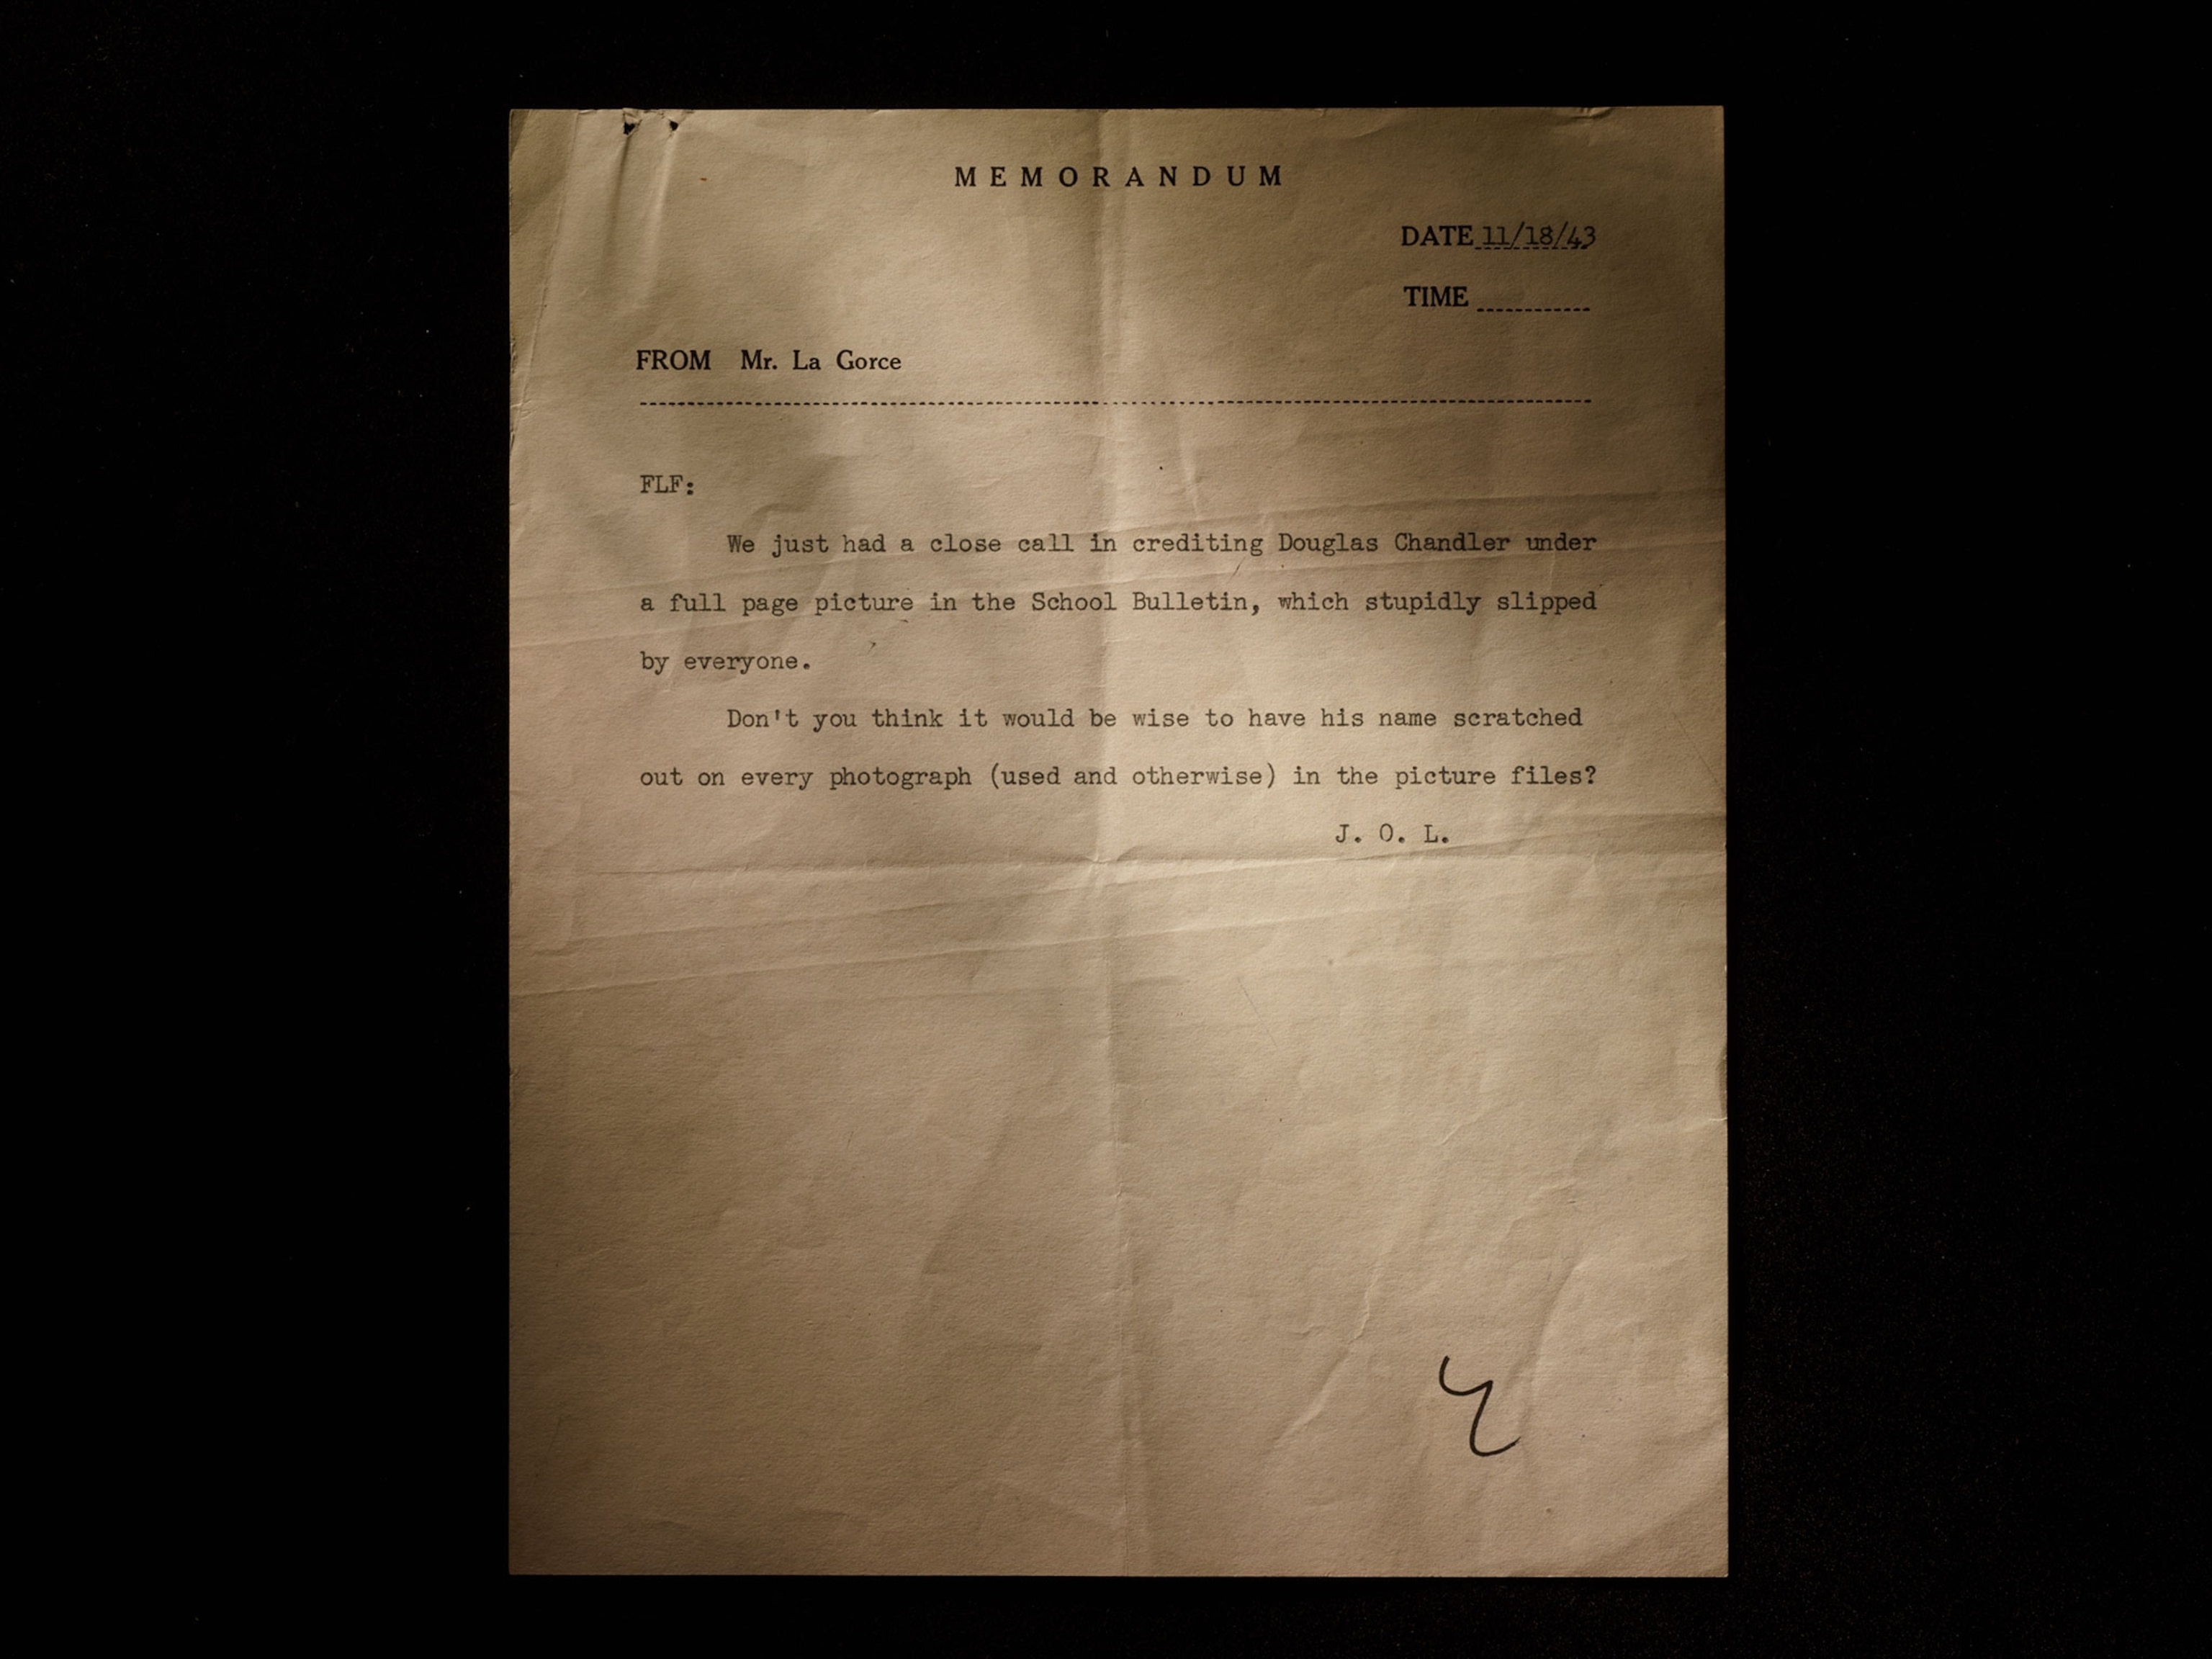 MEMORANDUM
DATE 11/18/43
TIME
FROM Mr. La Gorce
FLF:
We just had a close call in crediting Douglas Chandler under
a full page picture in the School Bulletin, which stupidly slipped
by everyone.
Don't you think it would be wise to have his name scratched
out on every photograph (used and otherwise) in the picture files?
J. O. L.